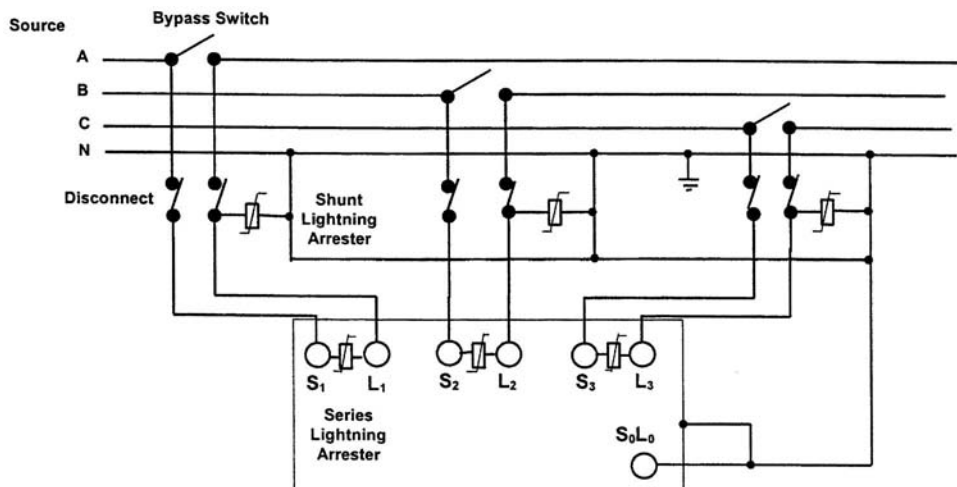 Source
Bypass Switch
A
B
C
N
Disconnect
Shunt
Lightning
Arrester
S₁
L₁
S₂
L₂
S₃
L₃
Series
Lightning
Arrester
S₀L₀